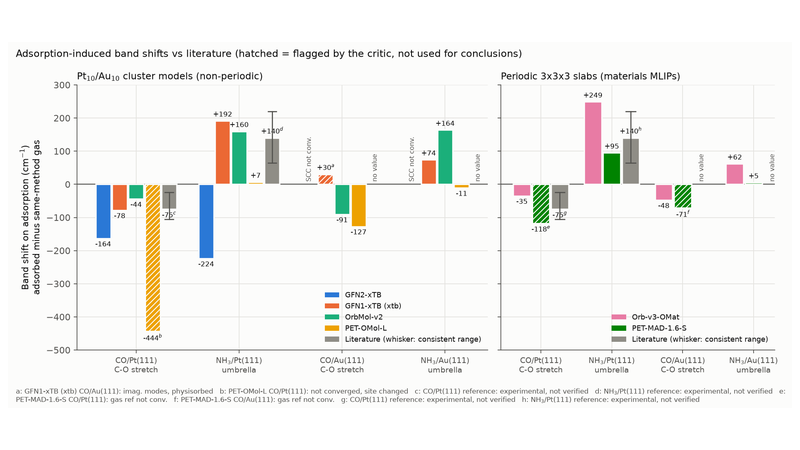 Adsorption-induced band shifts vs literature (hatched = flagged by the critic, not used for conclusions)
Pt₁₀/Au₁₀ cluster models (non-periodic)
Periodic 3x3x3 slabs (materials MLIPs)
Band shift on adsorption (cm⁻¹)
adsorbed minus same-method gas
300
200
100
0
−100
−200
−300
−400
−500
-164
-78
-44
-444ᵇ
-75ᶜ
-224
+192
+160
+7
+140ᵈ
SCC not conv.
+30ᵃ
-91
-127
no value
SCC not conv.
+74
+164
-11
no value
-35
-118ᵉ
-75ᵍ
+249
+95
+140ʰ
-48
-71ᶠ
no value
+62
+5
no value
GFN2-xTB
GFN1-xTB (xtb)
OrbMol-v2
PET-OMol-L
Literature (whisker: consistent range)
Orb-v3-OMat
PET-MAD-1.6-S
Literature (whisker: consistent range)
CO/Pt(111)
C-O stretch
NH₃/Pt(111)
umbrella
CO/Au(111)
C-O stretch
NH₃/Au(111)
umbrella
CO/Pt(111)
C-O stretch
NH₃/Pt(111)
umbrella
CO/Au(111)
C-O stretch
NH₃/Au(111)
umbrella
a: GFN1-xTB (xtb) CO/Au(111): imag. modes, physisorbed b: PET-OMol-L CO/Pt(111): not converged, site changed c: CO/Pt(111) reference: experimental, not verified d: NH₃/Pt(111) reference: experimental, not verified e:
PET-MAD-1.6-S CO/Pt(111): gas ref not conv. f: PET-MAD-1.6-S CO/Au(111): gas ref not conv. g: CO/Pt(111) reference: experimental, not verified h: NH₃/Pt(111) reference: experimental, not verified